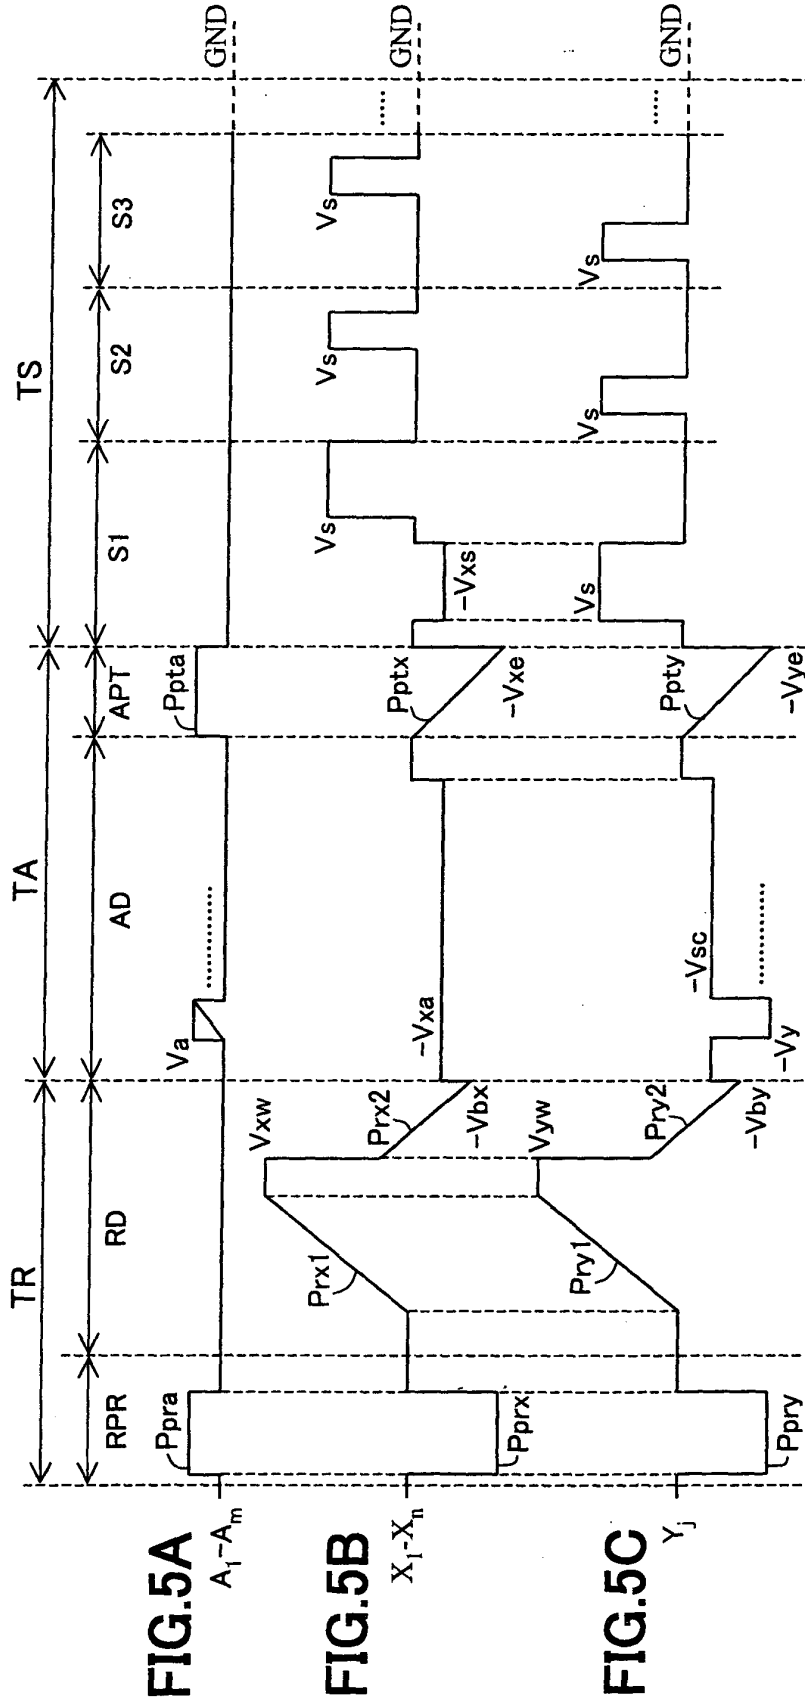 TR
TA
TS
RPR
RD
AD
APT
S1
S2
S3
FIG.5A
A1-Am
Ppra
Va
........
Ppta
GND
FIG.5B
X1-Xn
Pprx
Prx1
Vxw
Prx2
-Vbx
-Vxa
Pptx
-Vxe
-Vxs
Vs
Vs
Vs
.....
GND
FIG.5C
Yj
Ppry
Pry1
Vyw
Pry2
-Vby
-Vy
-Vsc
........
Ppty
-Vye
Vs
Vs
Vs
.....
GND